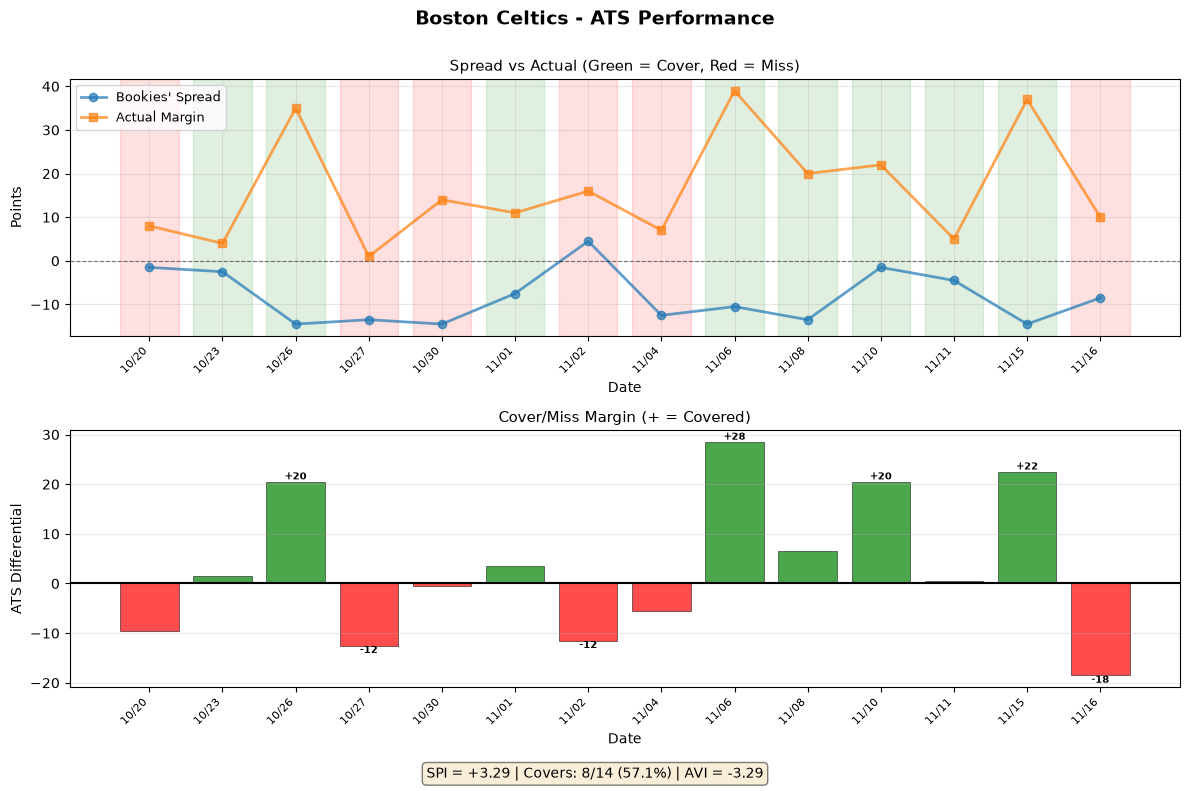 Boston Celtics - ATS Performance
Spread vs Actual (Green = Cover, Red = Miss)
Bookies' Spread
Actual Margin
40
30
20
10
0
−10
Points
10/20 10/23 10/26 10/27 10/30 11/01 11/02 11/04 11/06 11/08 11/10 11/11 11/15 11/16
Date
Cover/Miss Margin (+ = Covered)
30
20
10
0
−10
−20
ATS Differential
+20 -12 -12 +28 +20 +22 -18
10/20 10/23 10/26 10/27 10/30 11/01 11/02 11/04 11/06 11/08 11/10 11/11 11/15 11/16
Date
SPI = +3.29 | Covers: 8/14 (57.1%) | AVI = -3.29